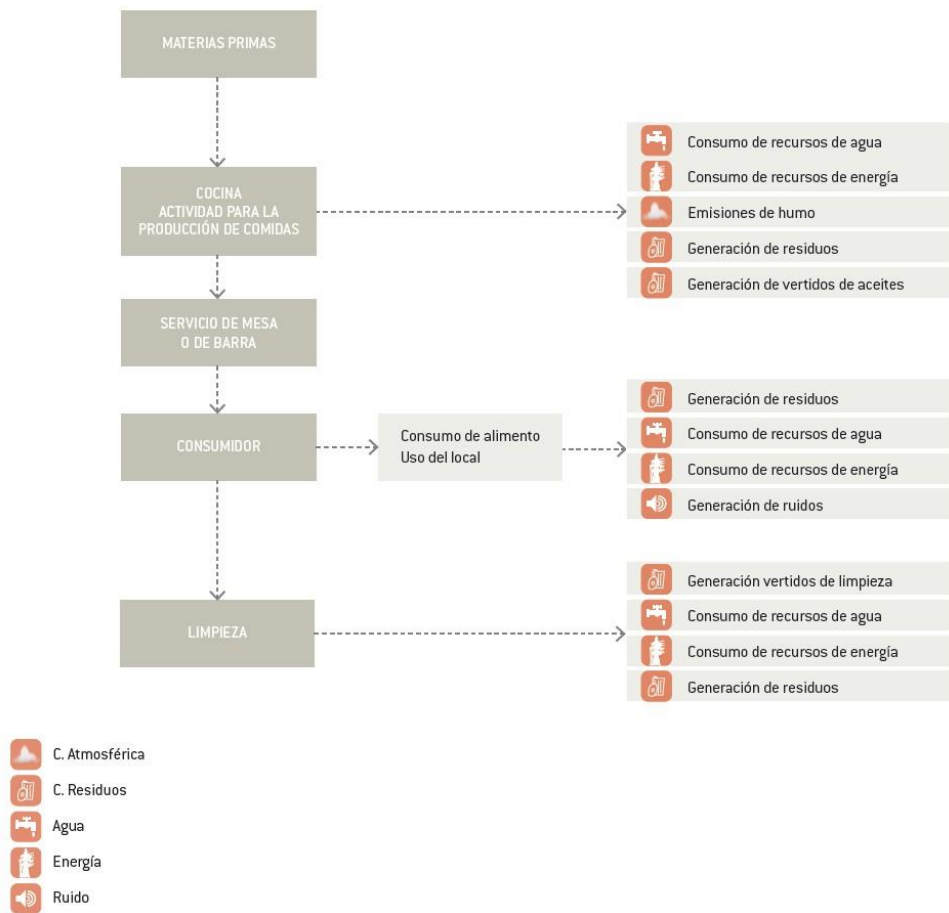 MATERIAS PRIMAS
COCINA
ACTIVIDAD PARA LA
PRODUCCIÓN DE COMIDAS
Consumo de recursos de agua
Consumo de recursos de energía
Emisiones de humo
Generación de residuos
Generación de vertidos de aceites
SERVICIO DE MESA
O DE BARRA
CONSUMIDOR
Consumo de alimento
Uso del local
Generación de residuos
Consumo de recursos de agua
Consumo de recursos de energía
Generación de ruidos
LIMPIEZA
Generación vertidos de limpieza
Consumo de recursos de agua
Consumo de recursos de energía
Generación de residuos
C. Atmosférica
C. Residuos
Agua
Energía
Ruido